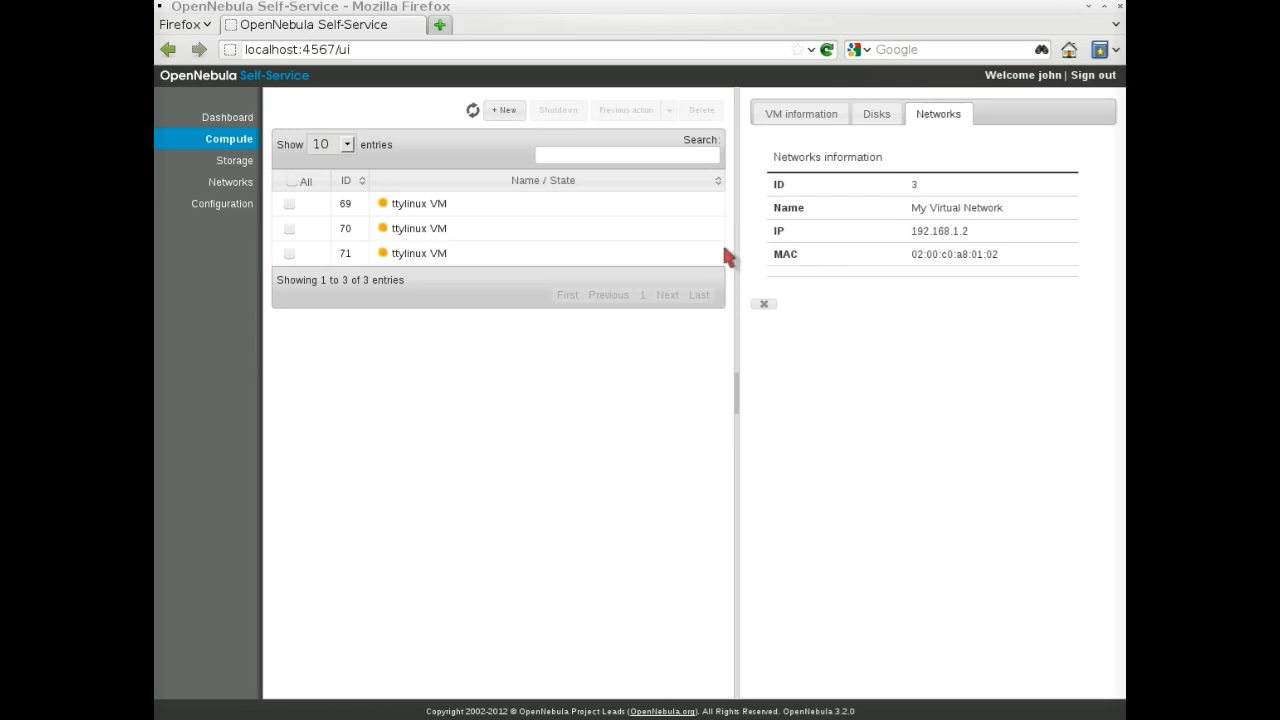 OpenNebula Self-Service - Mozilla Firefox
Firefox
OpenNebula Self-Service
localhost:4567/ui
Google
OpenNebula Self-Service
Welcome john | Sign out
Dashboard
Compute
Storage
Networks
Configuration
+ New
Shutdown
Previous action
Delete
Show 10 entries
Search:
All
ID
Name / State
69
ttylinux VM
70
ttylinux VM
71
ttylinux VM
Showing 1 to 3 of 3 entries
First Previous 1 Next Last
VM information
Disks
Networks
Networks information
ID 3
Name My Virtual Network
IP 192.168.1.2
MAC 02:00:c0:a8:01:02
Copyright 2002-2012 © OpenNebula Project Leads (OpenNebula.org). All Rights Reserved. OpenNebula 3.2.0